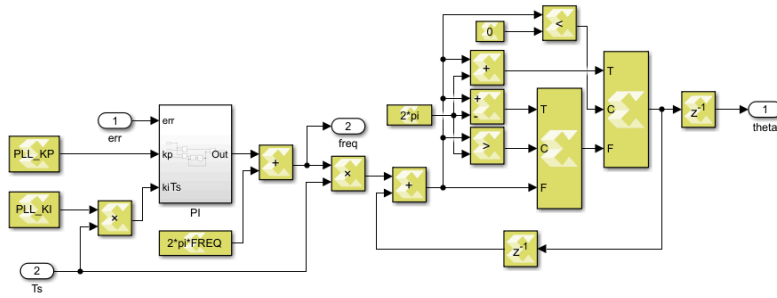 <
0
+
T
2*pi
+
-
T
C
z⁻¹
1
theta
1
err
err
2
freq
PLL_KP
kp
Out
+
>
C
F
×
+
F
PLL_KI
×
kiTs
PI
2*pi*FREQ
z⁻¹
2
Ts